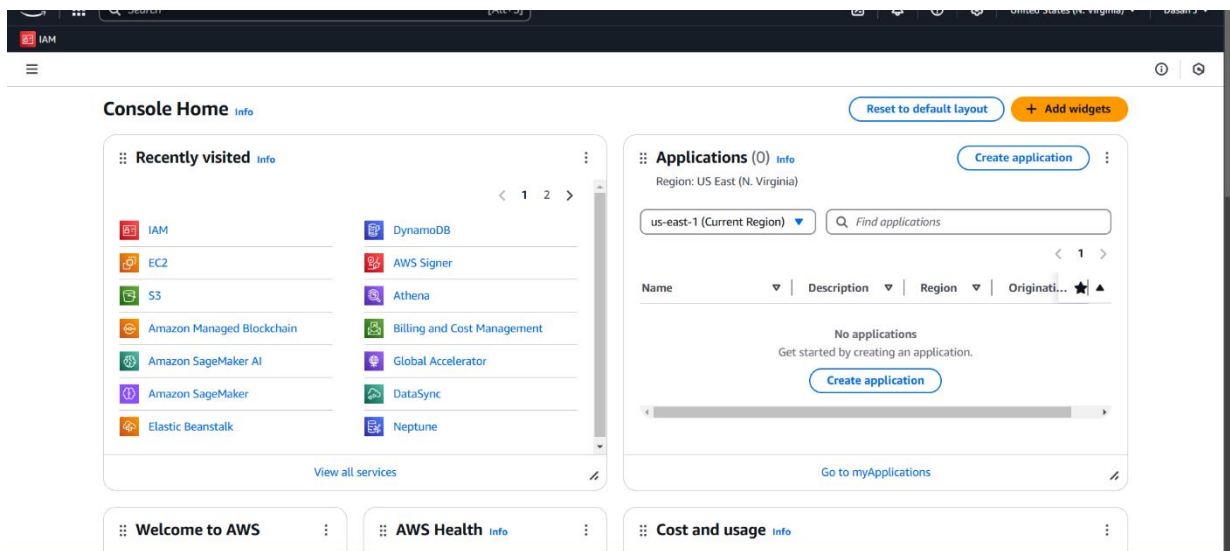 Search [Alt+S] United States (N. Virginia) Dasan J
IAM
Console Home Info
Reset to default layout + Add widgets
Recently visited Info
1 2
IAM DynamoDB
EC2 AWS Signer
S3 Athena
Amazon Managed Blockchain Billing and Cost Management
Amazon SageMaker AI Global Accelerator
Amazon SageMaker DataSync
Elastic Beanstalk Neptune
View all services
Applications (0) Info Create application
Region: US East (N. Virginia)
us-east-1 (Current Region) Find applications
1
Name Description Region Originati...
No applications
Get started by creating an application.
Create application
Go to myApplications
Welcome to AWS
AWS Health Info
Cost and usage Info